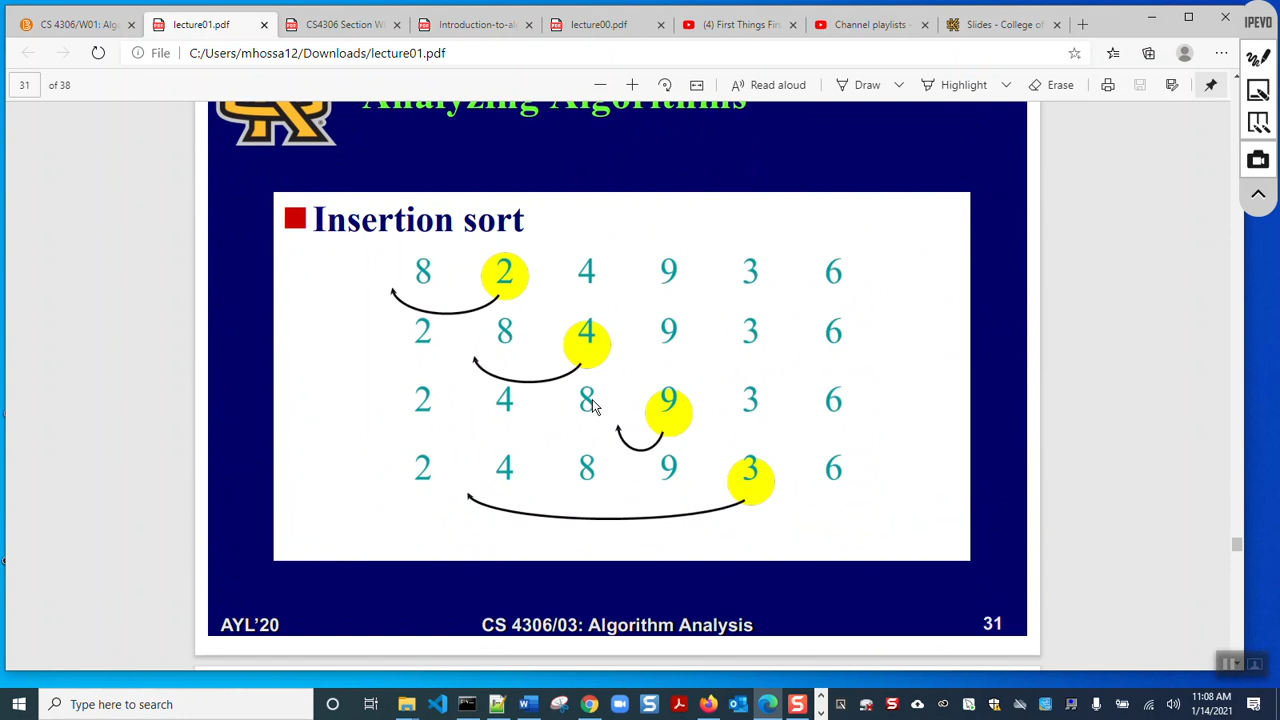 CS 4306/W01: Alg
lecture01.pdf
CS4306 Section W
Introduction-to-a
lecture00.pdf
(4) First Things Firs
Channel playlists -
Slides - College of
IPEVO
File
C:/Users/mhossa12/Downloads/lecture01.pdf
31 of 38
Read aloud
Draw
Highlight
Erase
Analyzing Algorithms
Insertion sort
8 2 4 9 3 6
2 8 4 9 3 6
2 4 8 9 3 6
2 4 8 9 3 6
AYL'20
CS 4306/03: Algorithm Analysis
31
Type here to search
11:08 AM
1/14/2021